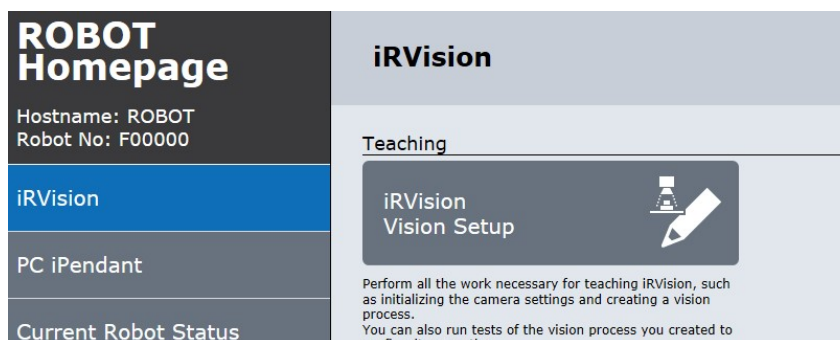 ROBOT
Homepage
Hostname: ROBOT
Robot No: F00000
iRVision
PC iPendant
Current Robot Status
iRVision
Teaching
iRVision
Vision Setup
Perform all the work necessary for teaching iRVision, such
as initializing the camera settings and creating a vision
process.
You can also run tests of the vision process you created to